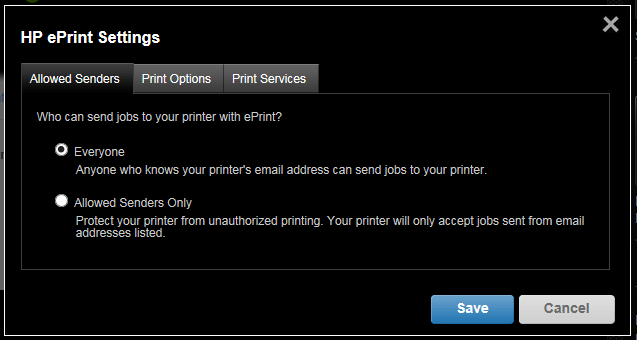 HP ePrint Settings
Allowed Senders Print Options Print Services
Who can send jobs to your printer with ePrint?
Everyone
Anyone who knows your printer's email address can send jobs to your printer.
Allowed Senders Only
Protect your printer from unauthorized printing. Your printer will only accept jobs sent from email
addresses listed.
Save Cancel